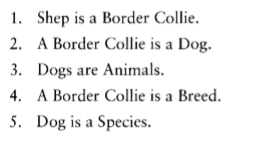 1. Shep is a Border Collie.
2. A Border Collie is a Dog.
3. Dogs are Animals.
4. A Border Collie is a Breed.
5. Dog is a Species.